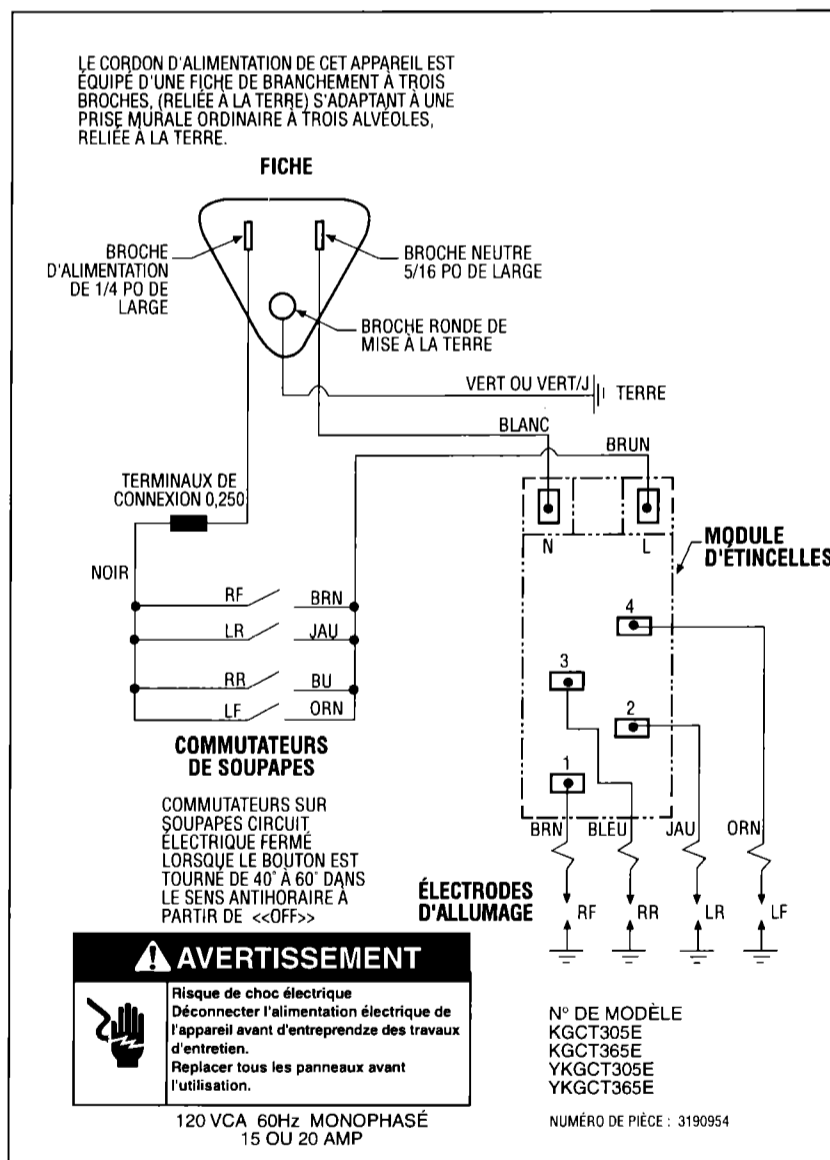 LE CORDON D'ALIMENTATION DE CET APPAREIL EST
ÉQUIPÉ D'UNE FICHE DE BRANCHEMENT À TROIS
BROCHES, (RELIÉE À LA TERRE) S'ADAPTANT À UNE
PRISE MURALE ORDINAIRE À TROIS ALVÉOLES,
RELIÉE À LA TERRE.
FICHE
BROCHE
D'ALIMENTATION
DE 1/4 PO DE
LARGE
BROCHE NEUTRE
5/16 PO DE LARGE
BROCHE RONDE DE
MISE À LA TERRE
VERT OU VERT/J
TERRE
BLANC
BRUN
TERMINAUX DE
CONNEXION 0,250
NOIR
N
L
MODULE
D'ÉTINCELLES
RF
BRN
LR
JAU
RR
BU
LF
ORN
4
3
2
1
COMMUTATEURS
DE SOUPAPES
COMMUTATEURS SUR
SOUPAPES CIRCUIT
ÉLECTRIQUE FERMÉ
LORSQUE LE BOUTON EST
TOURNÉ DE 40° À 60° DANS
LE SENS ANTIHORAIRE À
PARTIR DE <<OFF>>
BRN
BLEU
JAU
ORN
ÉLECTRODES
D'ALLUMAGE
RF
RR
LR
LF
AVERTISSEMENT
Risque de choc électrique
Déconnecter l'alimentation électrique de
l'appareil avant d'entreprendze des travaux
d'entretien.
Replacer tous les panneaux avant
l'utilisation.
120 VCA 60Hz MONOPHASÉ
15 OU 20 AMP
N° DE MODÈLE
KGCT305E
KGCT365E
YKGCT305E
YKGCT365E
NUMÉRO DE PIÈCE : 3190954